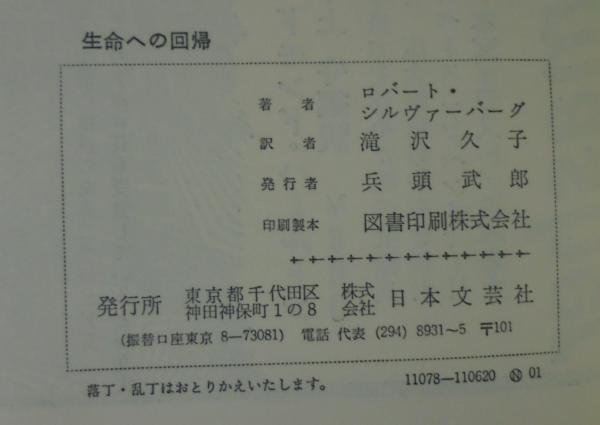 生命への回帰
著者 ロバート・
シルヴァーバーグ
訳者 滝沢久子
発行者 兵頭武郎
印刷製本 図書印刷株式会社
発行所 東京都千代田区
神田神保町1の8
株式
会社 日本文芸社
(振替口座東京 8—73081) 電話 代表 (294) 8931〜5 〒101
落丁・乱丁はおとりかえいたします。 11078—110620 Ⓝ 01